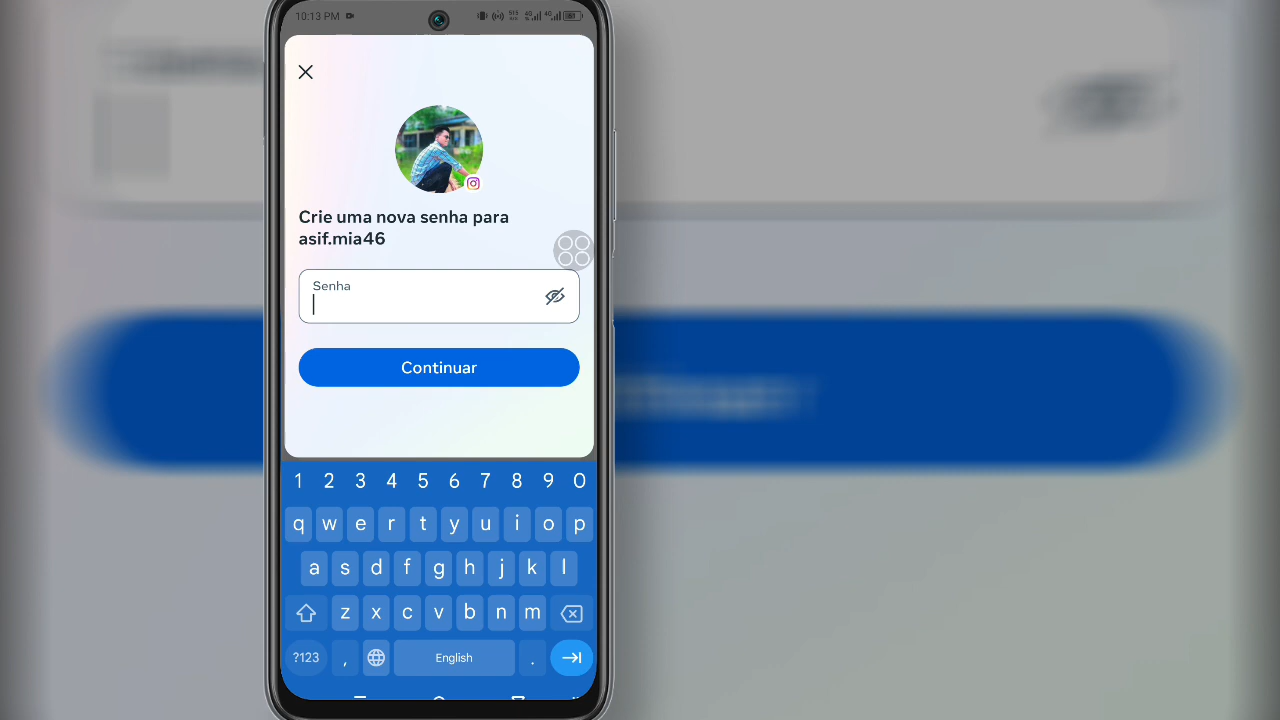 10:13 PM
Crie uma nova senha para
asif.mia46
Senha
Continuar
1 2 3 4 5 6 7 8 9 0
q w e r t y u i o p
a s d f g h j k l
z x c v b n m
?123 , English .